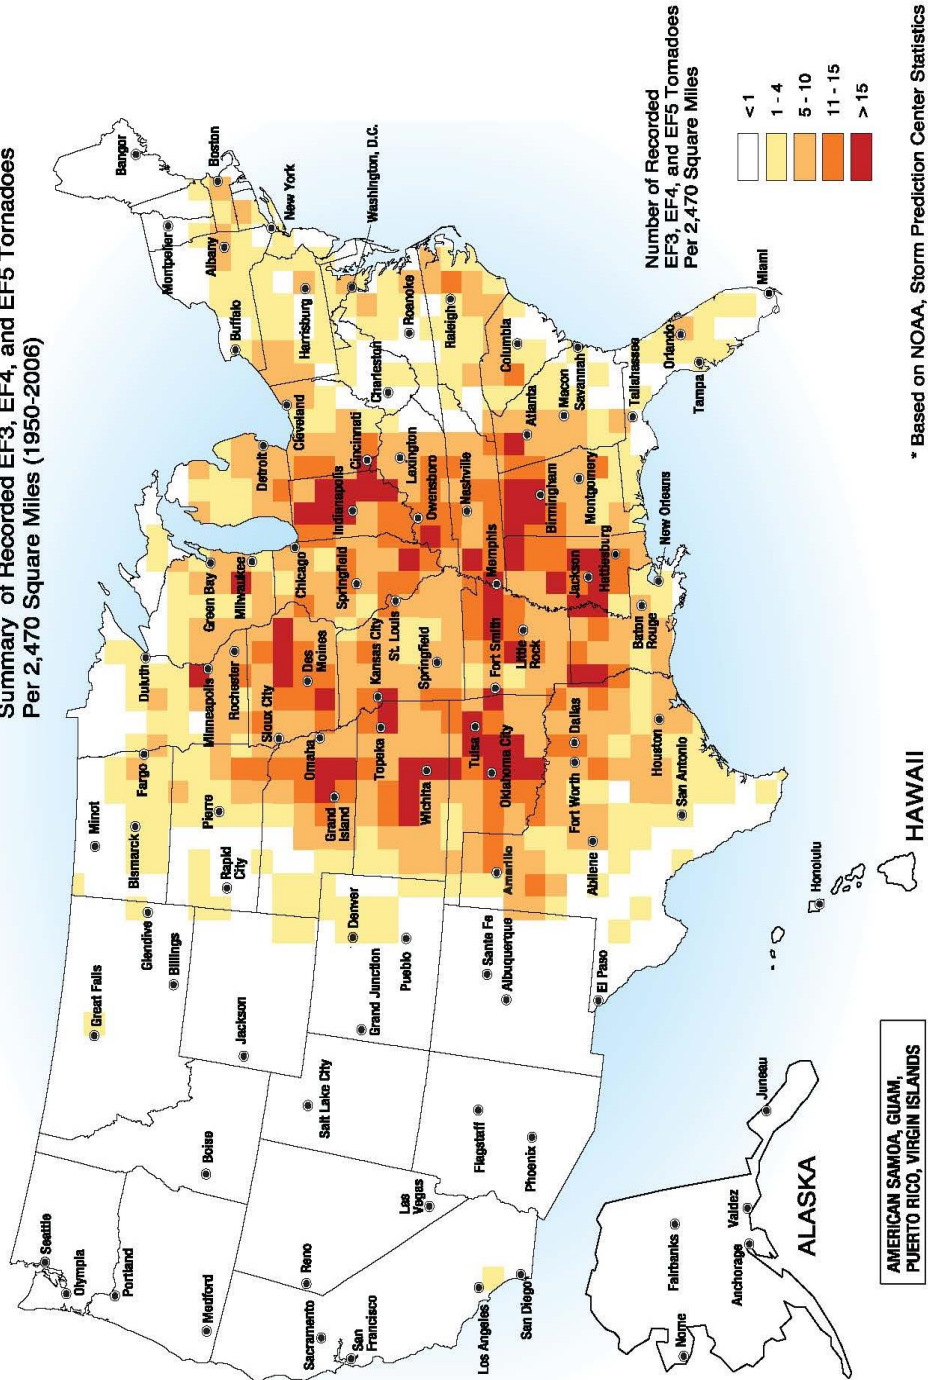 Summary of Recorded EF3, EF4, and EF5 Tornadoes
Per 2,470 Square Miles (1950-2006)
Seattle
Olympia
Portland
Medford
Boise
Great Falls
Glendive
Billings
Jackson
Reno
Sacramento
San
Francisco
Las
Vegas
Los Angeles
San Diego
Salt Lake City
Flagstaff
Phoenix
Grand Junction
Denver
Pueblo
Sante Fe
Albuquerque
El Paso
Minot
Bismarck
Fargo
Pierre
Rapid
City
Duluth
Minneapolis
Rochester
Sioux City
Omaha
Grand
Island
Des
Moines
Topeka
Kansas City
Wichita
St. Louis
Springfield
Springfield
Tulsa
Oklahoma City
Amarillo
Abilene
Fort Worth
Dallas
Houston
San Antonio
Fort Smith
Little
Rock
Memphis
Jackson
Hattiesburg
Baton
Rouge
New Orleans
Green Bay
Milwaukee
Chicago
Indianapolis
Cincinnati
Lexington
Owensboro
Nashville
Birmingham
Montgomery
Detroit
Cleveland
Charleston
Roanoke
Raleigh
Columbia
Atlanta
Macon
Savannah
Tallahassee
Orlando
Tampa
Miami
Buffalo
Albany
Harrisburg
Montpelier
Bangor
Boston
New York
Washington, D.C.
Number of Recorded
EF3, EF4, and EF5 Tornadoes
Per 2,470 Square Miles
< 1
1 - 4
5 - 10
11 - 15
> 15
Nome
Fairbanks
Anchorage
Valdez
Juneau
ALASKA
Honolulu
HAWAII
AMERICAN SAMOA, GUAM,
PUERTO RICO, VIRGIN ISLANDS
* Based on NOAA, Storm Prediction Center Statistics